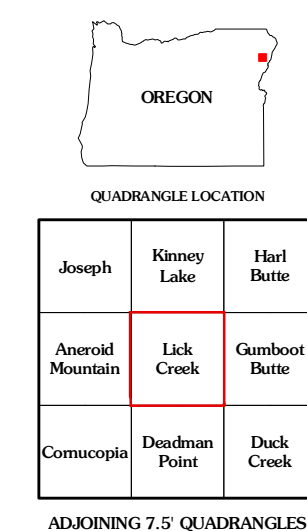 OREGON
QUADRANGLE LOCATION
Joseph
Kinney
Lake
Harl
Butte
Aneroid
Mountain
Lick
Creek
Gumboot
Butte
Cornucopia
Deadman
Point
Duck
Creek
ADJOINING 7.5' QUADRANGLES